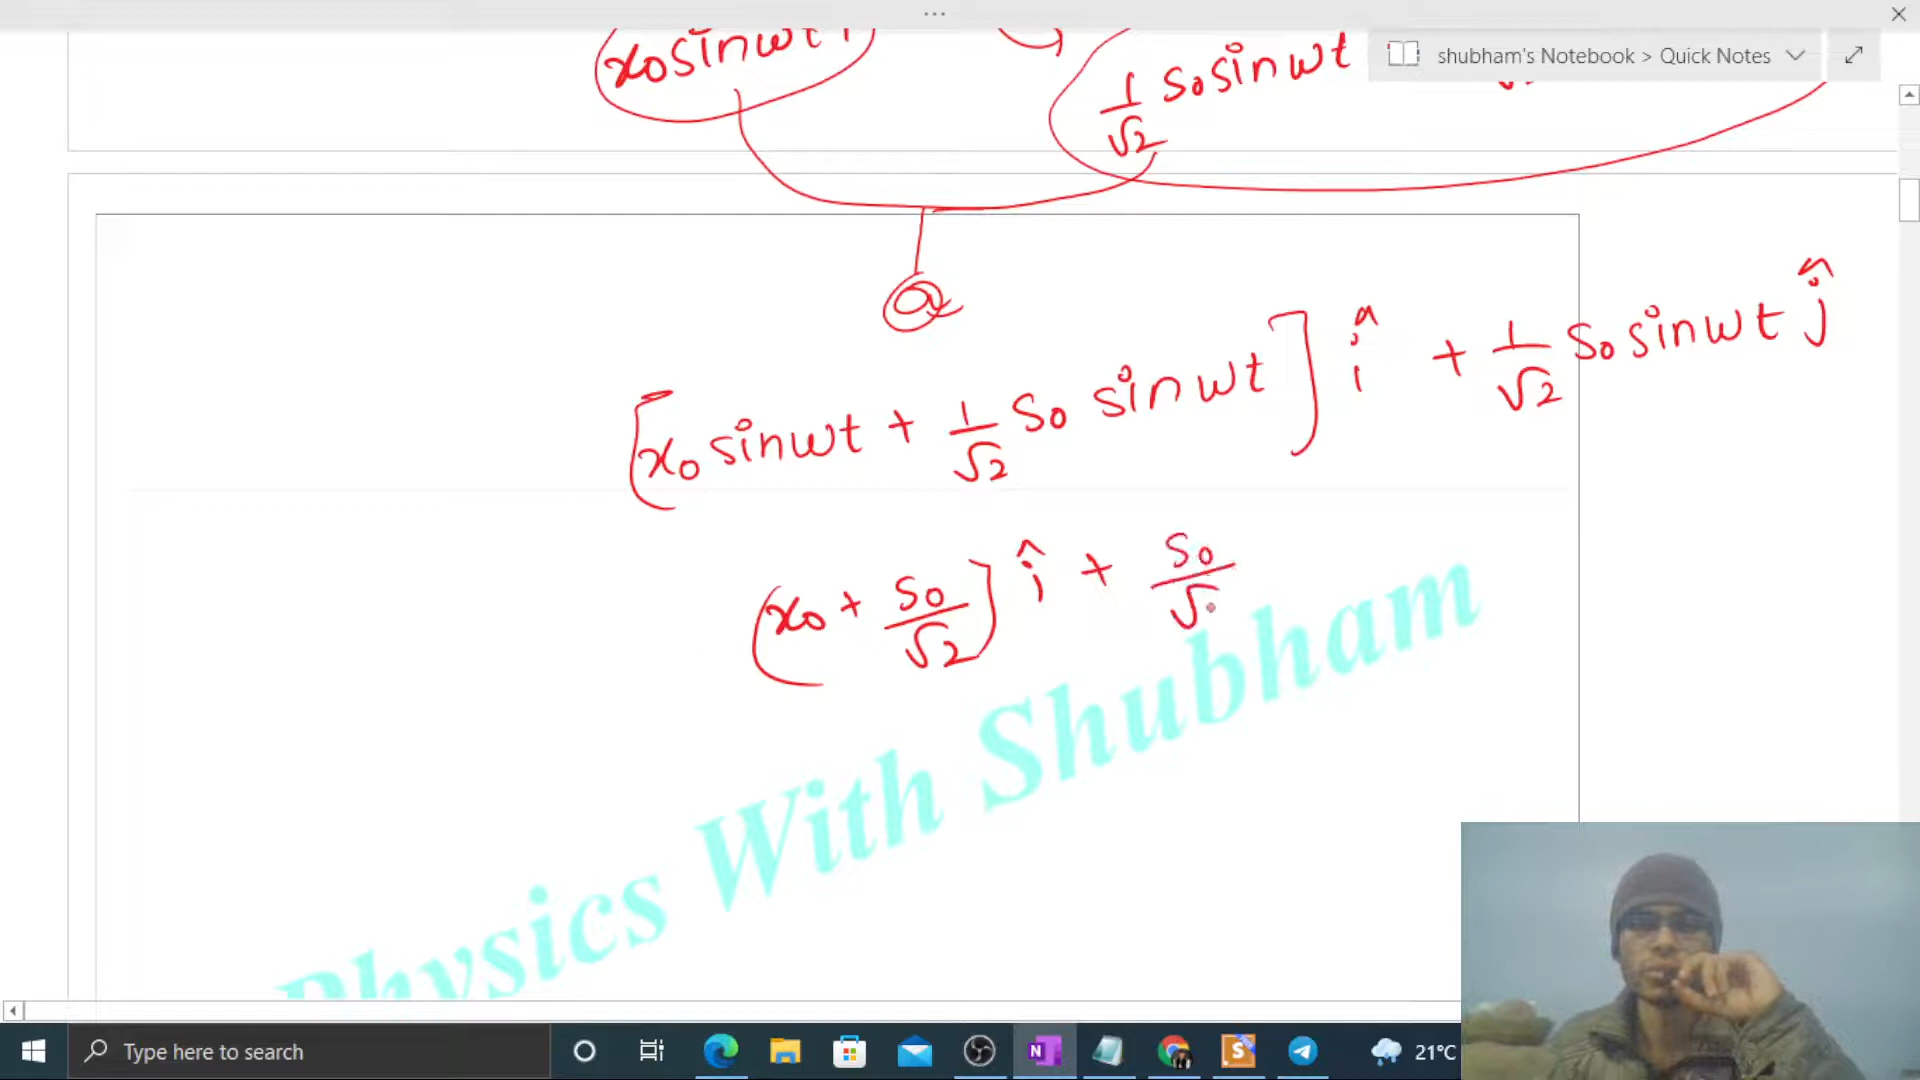 shubham's Notebook > Quick Notes
x₀sinωt
1/√2 s₀sinωt
a
[x₀ sinωt + 1/√2 s₀ sinωt] î + 1/√2 s₀ sinωt ĵ
(x₀ + s₀/√2) î + s₀/√
Physics With Shubham
Type here to search
21°C